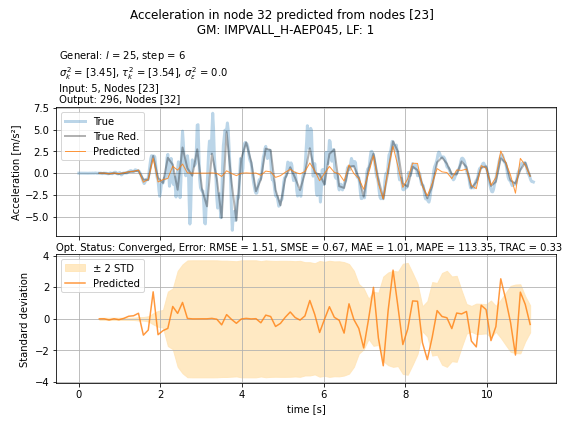 Acceleration in node 32 predicted from nodes [23]
GM: IMPVALL_H-AEP045, LF: 1
General: l = 25, step = 6
σ²ₖ = [3.45], τ²ₖ = [3.54], σ²ε = 0.0
Input: 5, Nodes [23]
Output: 296, Nodes [32]
7.5
5.0
2.5
0.0
−2.5
−5.0
Acceleration [m/s²]
True
True Red.
Predicted
Opt. Status: Converged, Error: RMSE = 1.51, SMSE = 0.67, MAE = 1.01, MAPE = 113.35, TRAC = 0.33
4
2
0
−2
−4
Standard deviation
± 2 STD
Predicted
0 2 4 6 8 10
time [s]